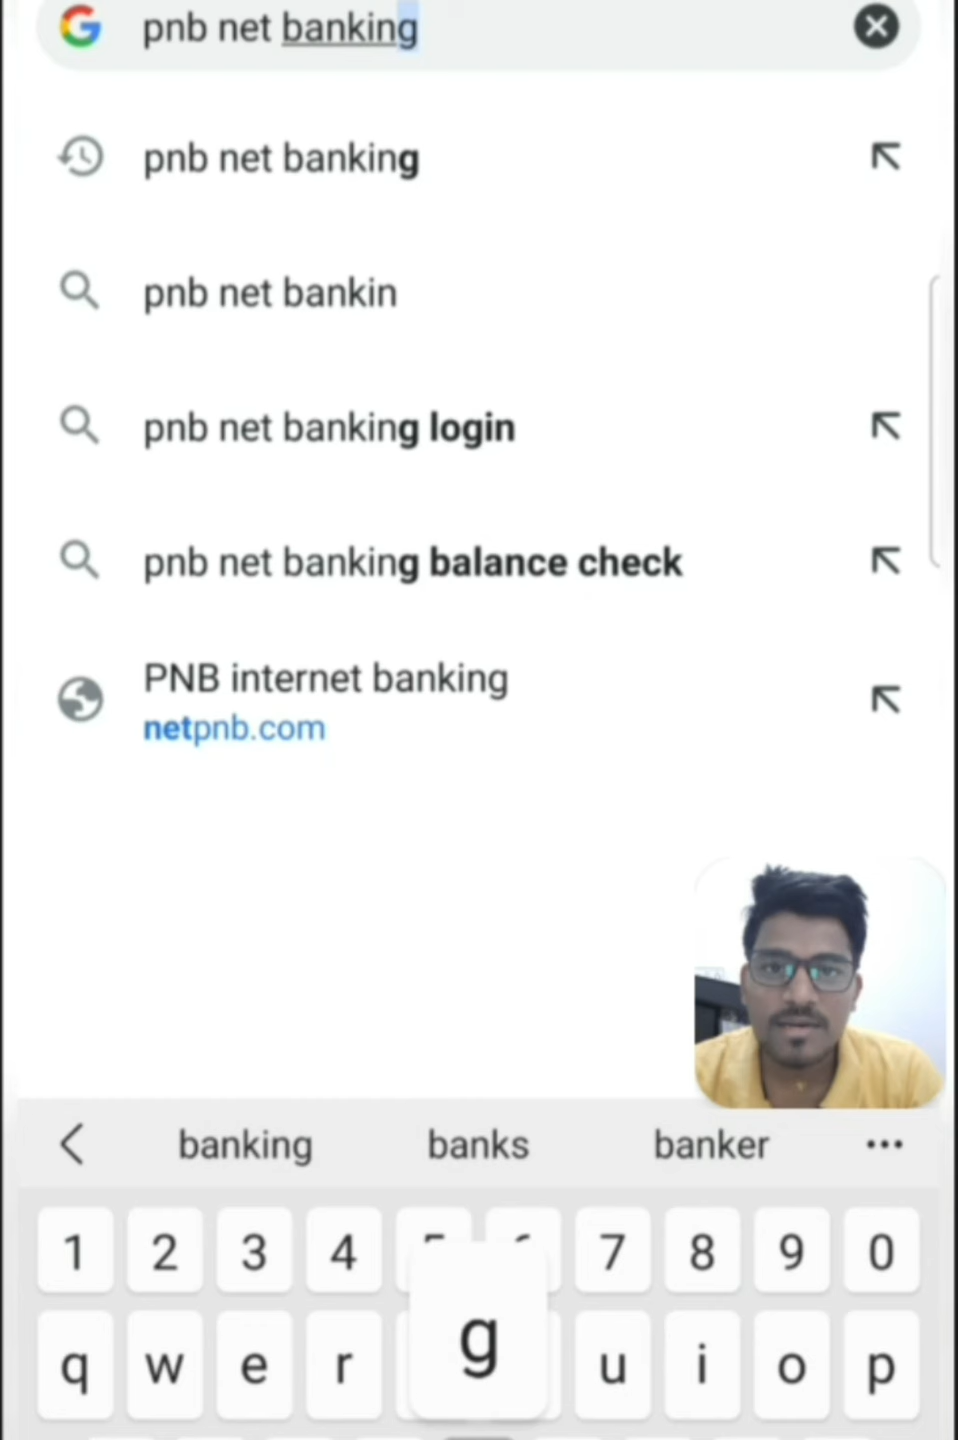 pnb net banking
pnb net banking
pnb net bankin
pnb net banking login
pnb net banking balance check
PNB internet banking
netpnb.com
banking banks banker
1 2 3 4 7 8 9 0
q w e r u i o p
g